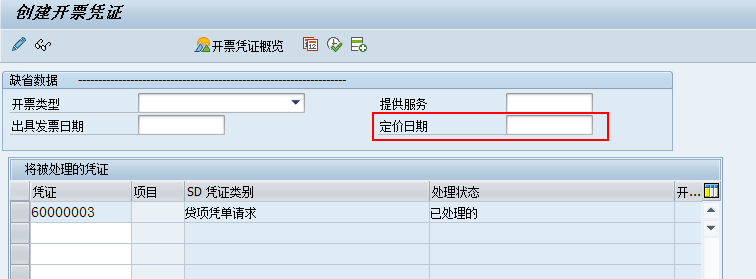 创建开票凭证
开票凭证概览
缺省数据 ----------------------------------------------------------------
开票类型 提供服务
出具发票日期 定价日期
将被处理的凭证
凭证 项目 SD 凭证类别 处理状态 开...
60000003 贷项凭单请求 已处理的